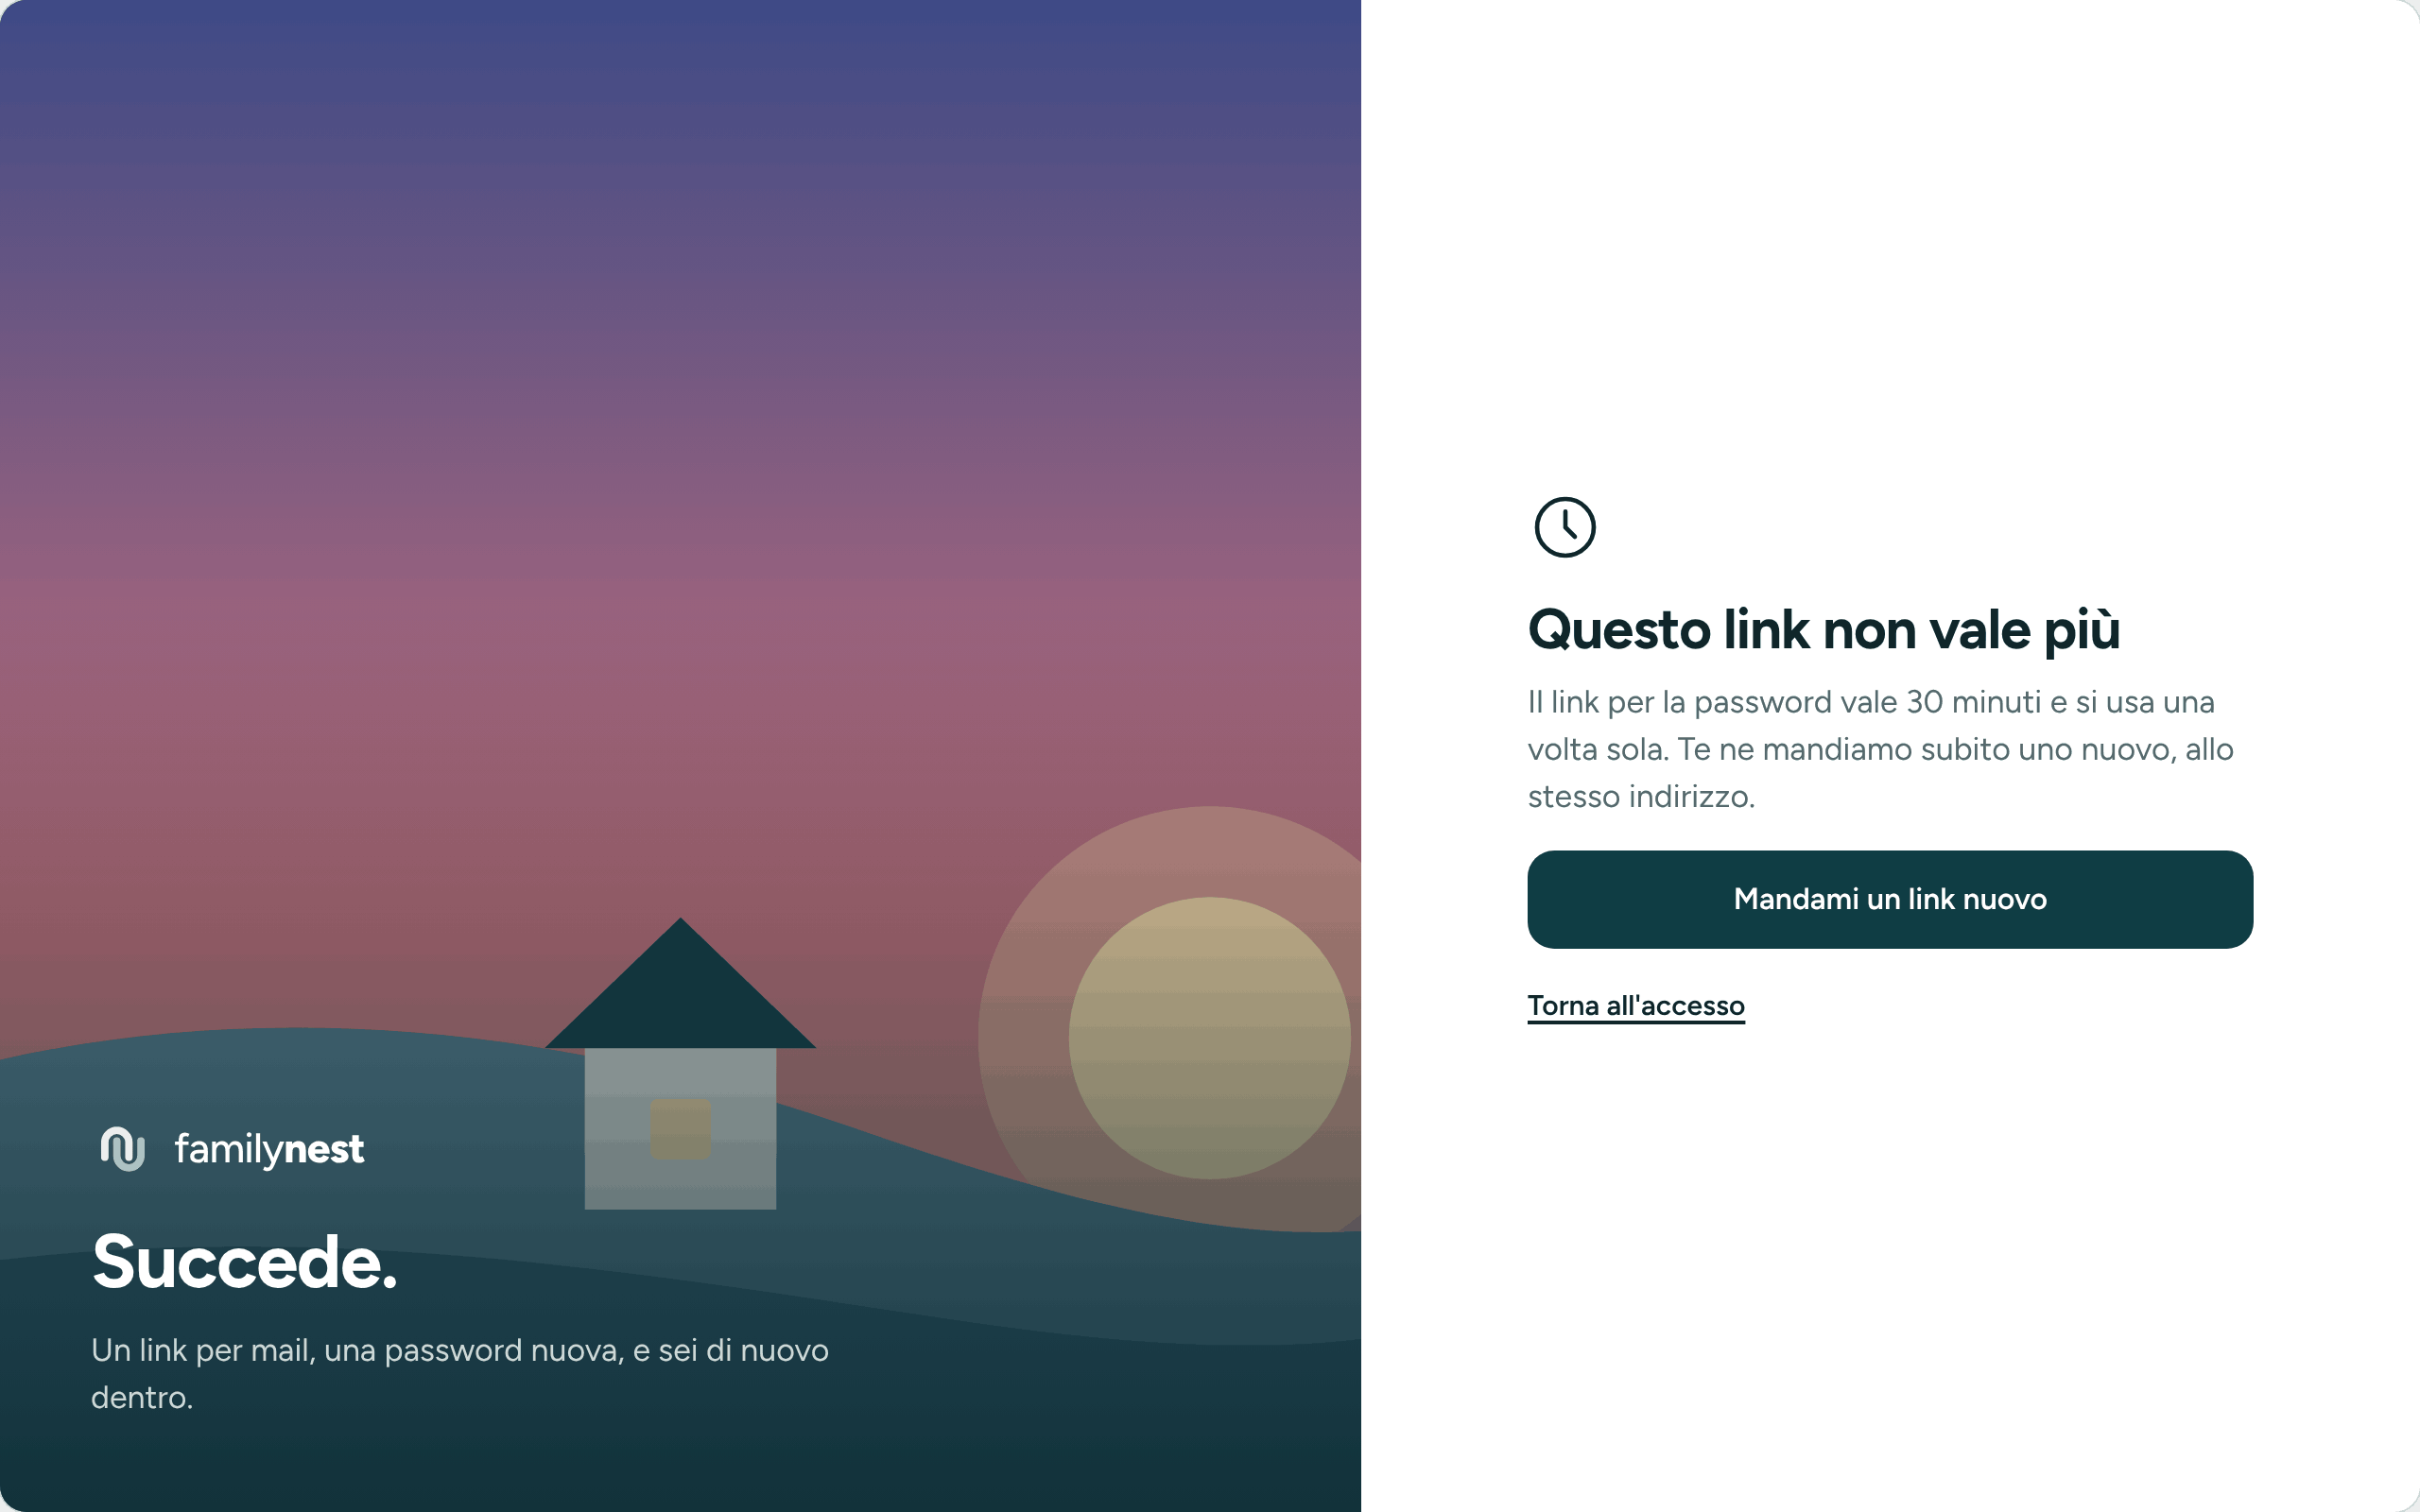 familynest
Succede.
Un link per mail, una password nuova, e sei di nuovo
dentro.
Questo link non vale più
Il link per la password vale 30 minuti e si usa una
volta sola. Te ne mandiamo subito uno nuovo, allo
stesso indirizzo.
Mandami un link nuovo
Torna all'accesso